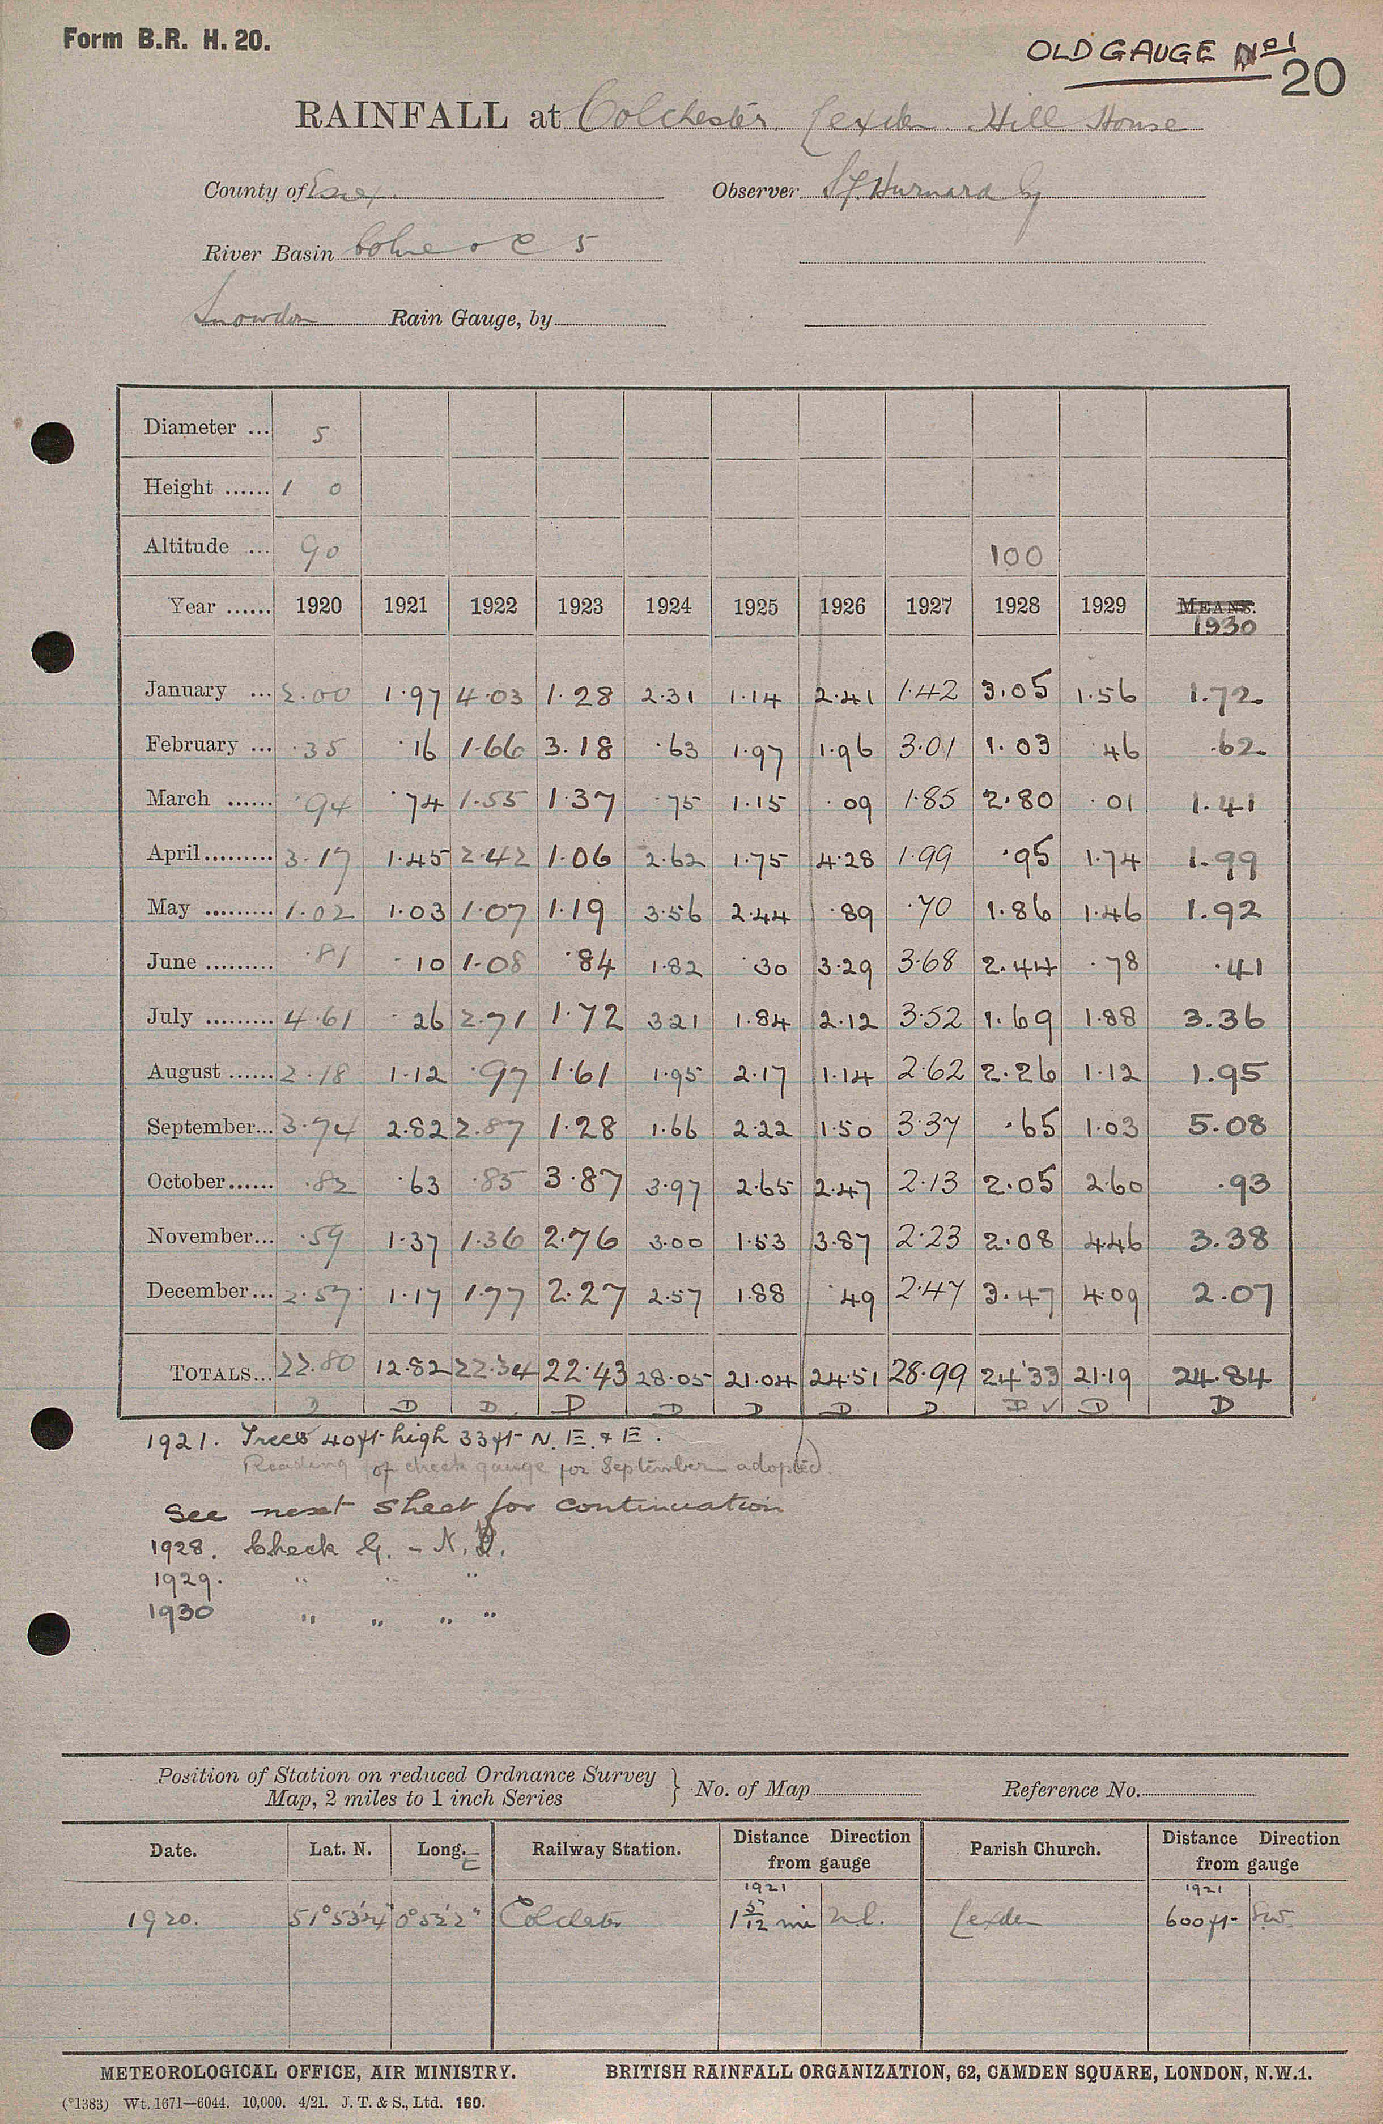 Form B.R. H. 20.
OLD GAUGE No 1
20
RAINFALL at Colchester Lexden Hill House
County of Essex. Observer S.F. Hurnard Esq
River Basin Colne & C 5
Snowdon Rain Gauge, by
Diameter ... 5
Height ...... 1 0
Altitude ... 90 100
Year ...... 1920 1921 1922 1923 1924 1925 1926 1927 1928 1929 MEANS. 1930
January ... 2.00 1.97 4.03 1.28 2.31 1.14 2.41 1.42 3.05 1.56 1.72
February ... .35 .16 1.66 3.18 .63 1.97 1.96 3.01 1.03 .46 .62
March ...... .94 .74 1.55 1.37 .75 1.15 .09 1.85 2.80 .01 1.41
April......... 3.17 1.45 2.42 1.06 2.62 1.75 4.28 1.99 .95 1.74 1.99
May ......... 1.02 1.03 1.07 1.19 3.56 2.44 .89 .70 1.86 1.46 1.92
June ......... .81 .10 1.08 .84 1.82 .30 3.29 3.68 2.44 .78 .41
July ......... 4.61 .26 2.71 1.72 3.21 1.84 2.12 3.52 1.69 1.88 3.36
August ...... 2.18 1.12 .97 1.61 1.95 2.17 1.14 2.62 2.26 1.12 1.95
September... 3.74 2.82 2.87 1.28 1.66 2.22 1.50 3.37 .65 1.03 5.08
October...... .82 .63 .85 3.87 3.97 2.65 2.47 2.13 2.05 2.60 .93
November... .59 1.37 1.36 2.76 3.00 1.53 3.87 2.23 2.08 4.46 3.38
December... 2.57 1.17 1.77 2.27 2.57 1.88 .49 2.47 3.47 4.09 2.07
TOTALS... 22.80 12.82 22.34 22.43 28.05 21.04 24.51 28.99 24.33 21.19 24.84
D D D D D D D D D ✓ D D
1921. Trees 40ft high 33ft N.E. & E.
Reading of check gauge for September adopted.
See next sheet for continuation
1928. Check G. - N.D.
1929. " " "
1930 " " " "
Position of Station on reduced Ordnance Survey Map, 2 miles to 1 inch Series } No. of Map Reference No.
Date. Lat. N. Long. E Railway Station. Distance Direction from gauge Parish Church. Distance Direction from gauge
1921 1921
1920. 51°53'4" 0°52'2" Colchester 1 5/12 mi N.E. Lexden 600 ft S.W.
METEOROLOGICAL OFFICE, AIR MINISTRY. BRITISH RAINFALL ORGANIZATION, 62, CAMDEN SQUARE, LONDON, N.W.1.
(*1383) Wt. 1671—6044. 10,000. 4/21. J. T. & S., Ltd. 160.